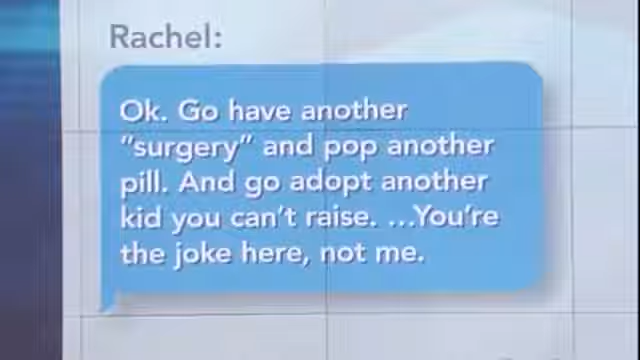 Rachel:
Ok. Go have another
“surgery” and pop another
pill. And go adopt another
kid you can’t raise. ...You’re
the joke here, not me.